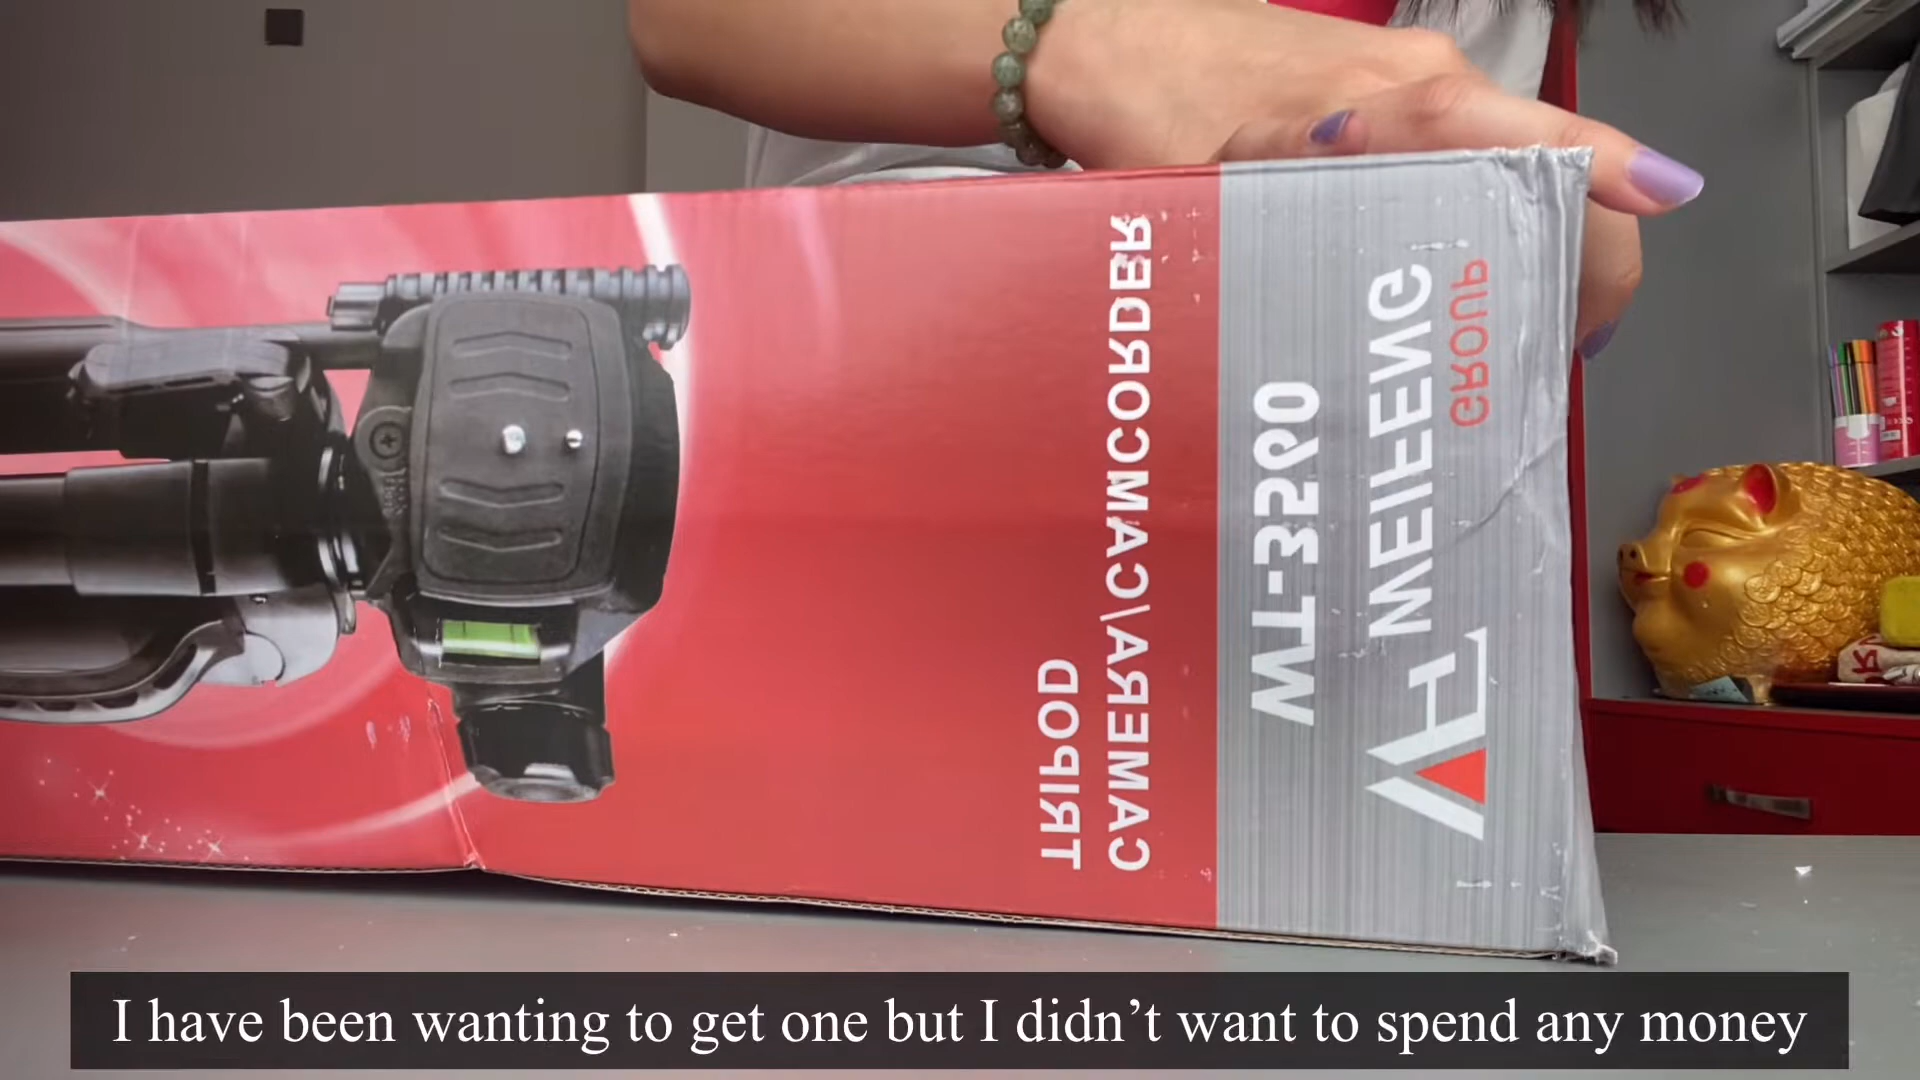 MEIFENG
GROUP
WT-3560
CAMERA/CAMCORDER
TRIPOD
I have been wanting to get one but I didn’t want to spend any money